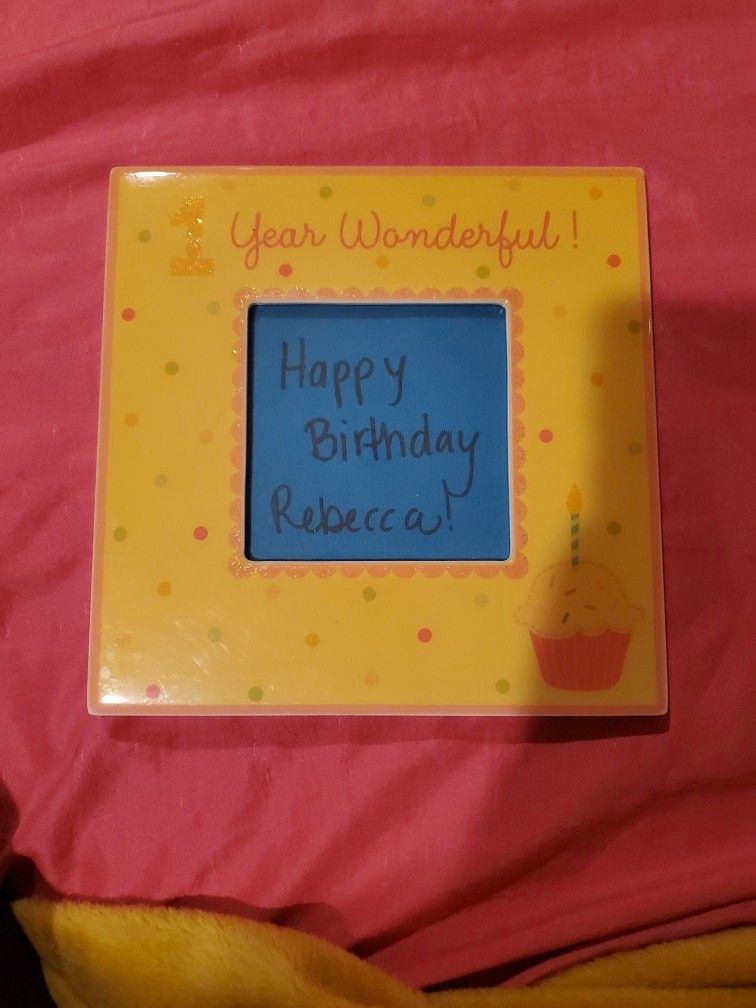 1 Year Wonderful!
Happy
Birthday
Rebecca!